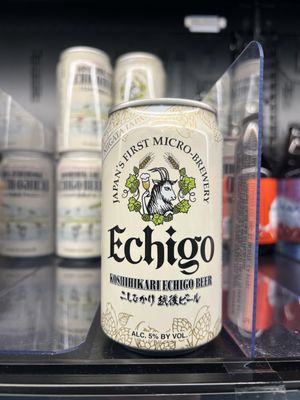 JAPAN'S FIRST MICRO-BREWERY
Echigo
KOSHIHIKARI ECHIGO BEER
こしひかり 越後ビール
ALC. 5% BY VOL.